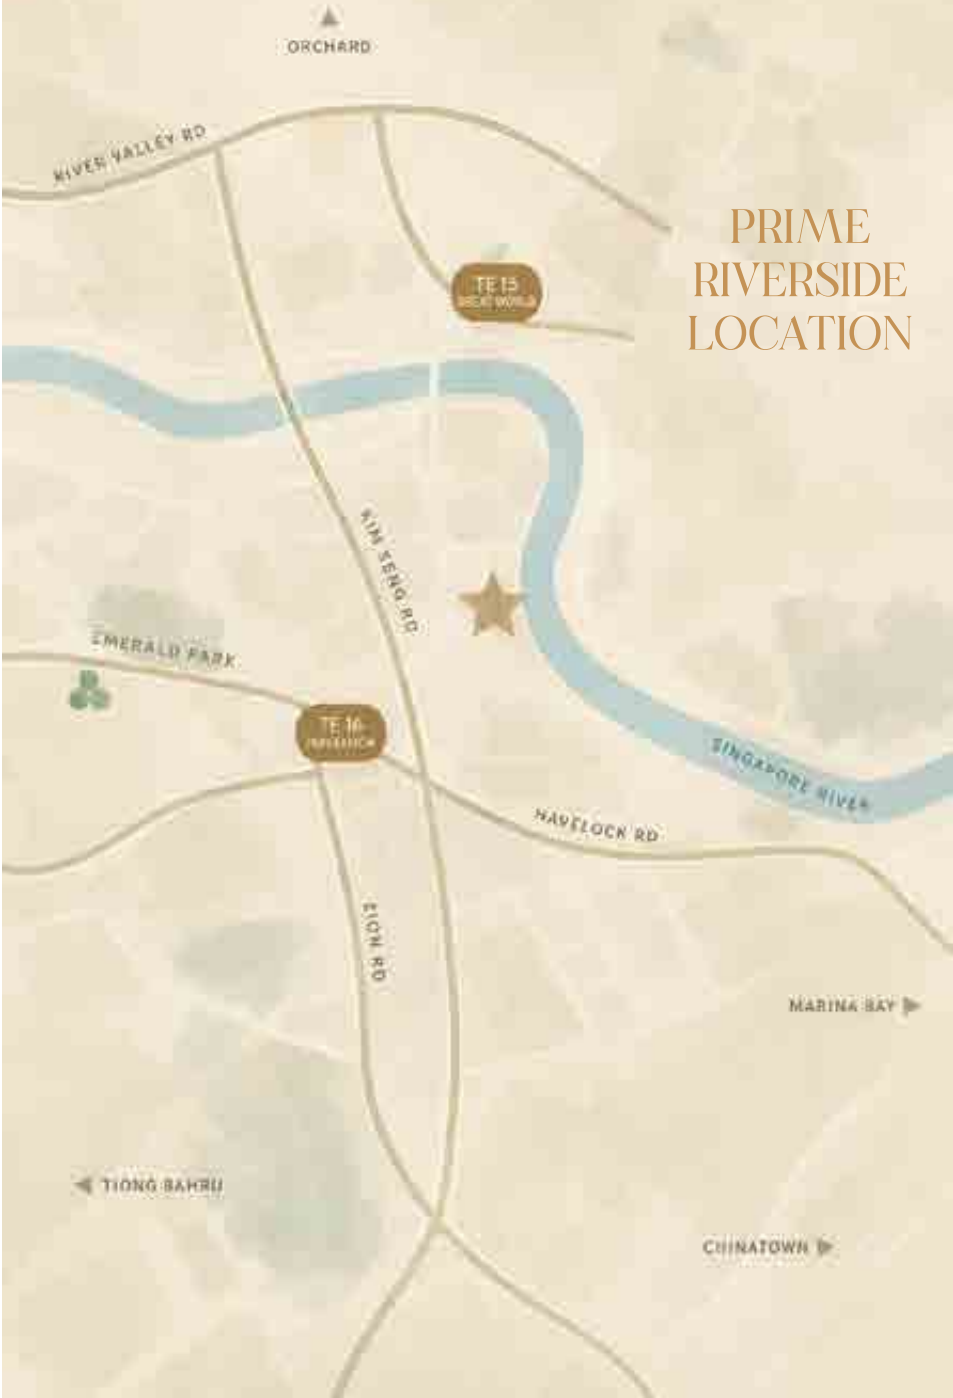 ORCHARD
RIVER VALLEY RD
PRIME
RIVERSIDE
LOCATION
TE 15
GREAT WORLD
KIM SENG RD
EMERALD PARK
TE 16
HAVELOCK
SINGAPORE RIVER
HAVELOCK RD
ZION RD
MARINA BAY
TIONG BAHRU
CHINATOWN